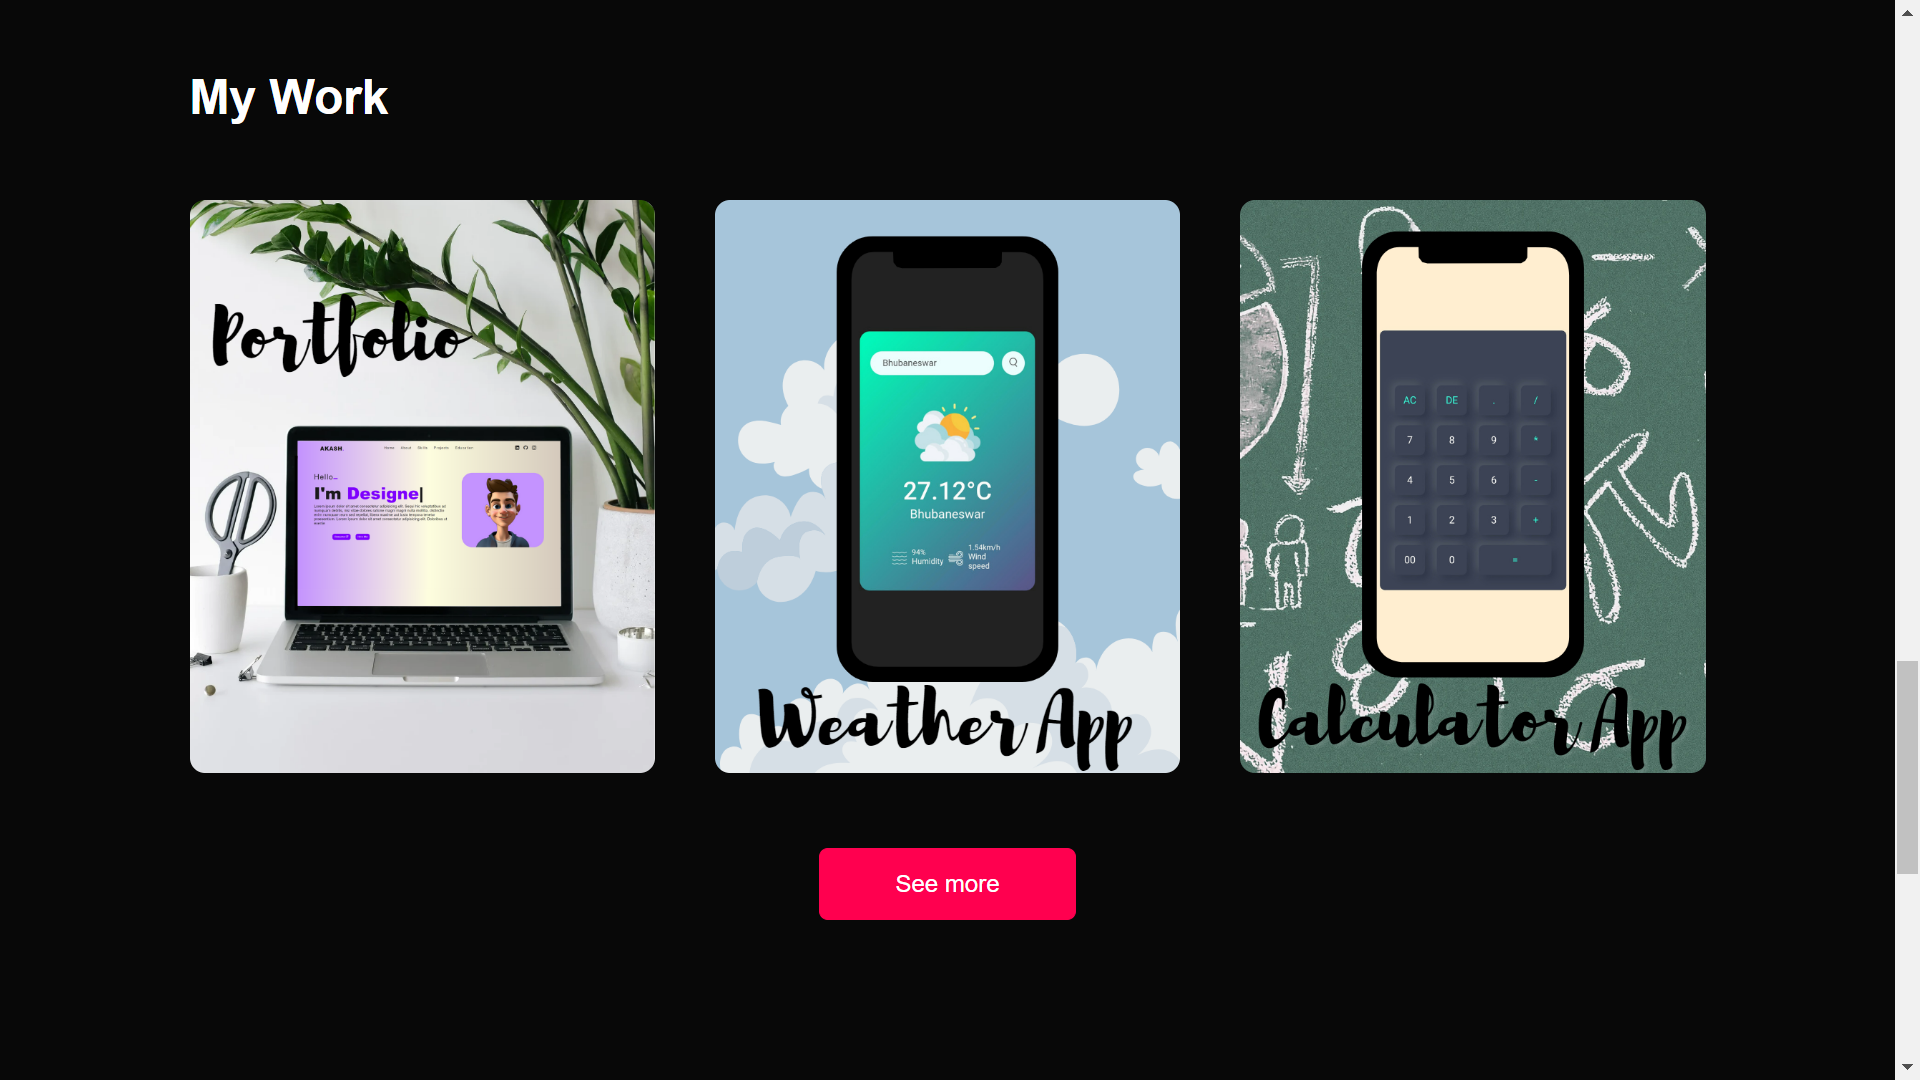 My Work
Portfolio
AKASH.
Home About Skills Projects Education
Hello...
I'm Designe|
Bhubaneswar
27.12°C
Bhubaneswar
94%
Humidity
1.54km/h
Wind
speed
Weather App
AC DE . /
7 8 9 *
4 5 6 -
1 2 3 +
00 0 =
Calculator App
See more